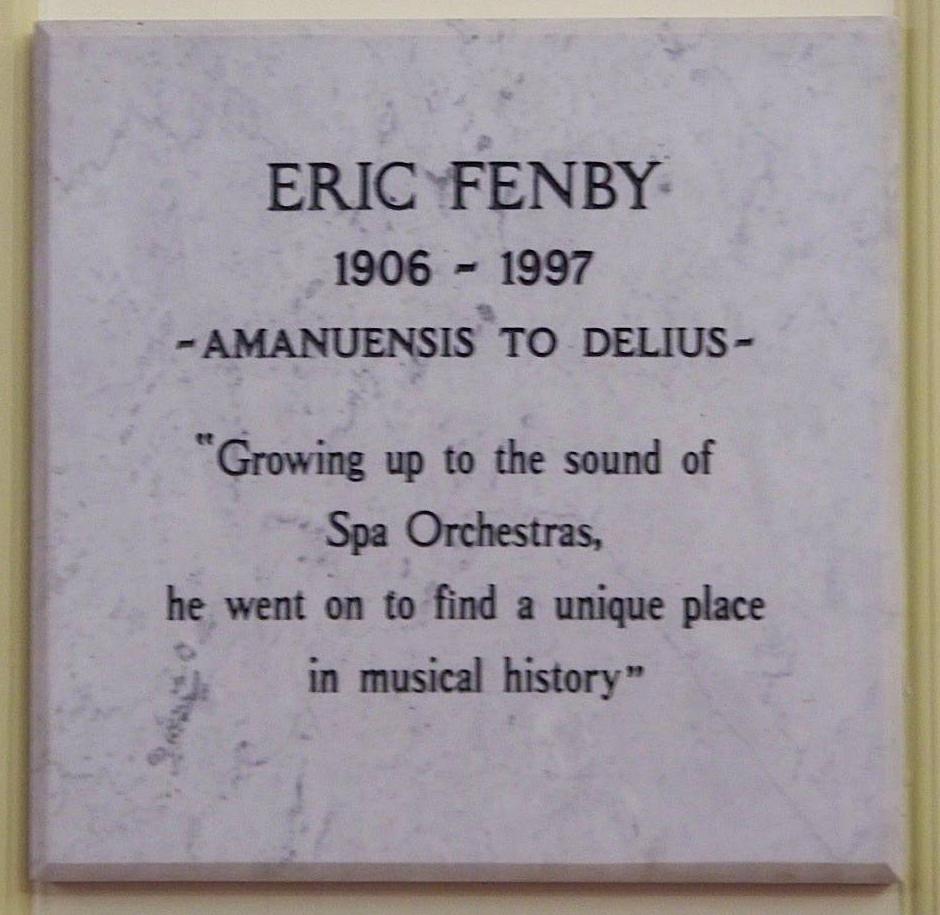 ERIC FENBY
1906 - 1997
- AMANUENSIS TO DELIUS -
"Growing up to the sound of
Spa Orchestras,
he went on to find a unique place
in musical history"